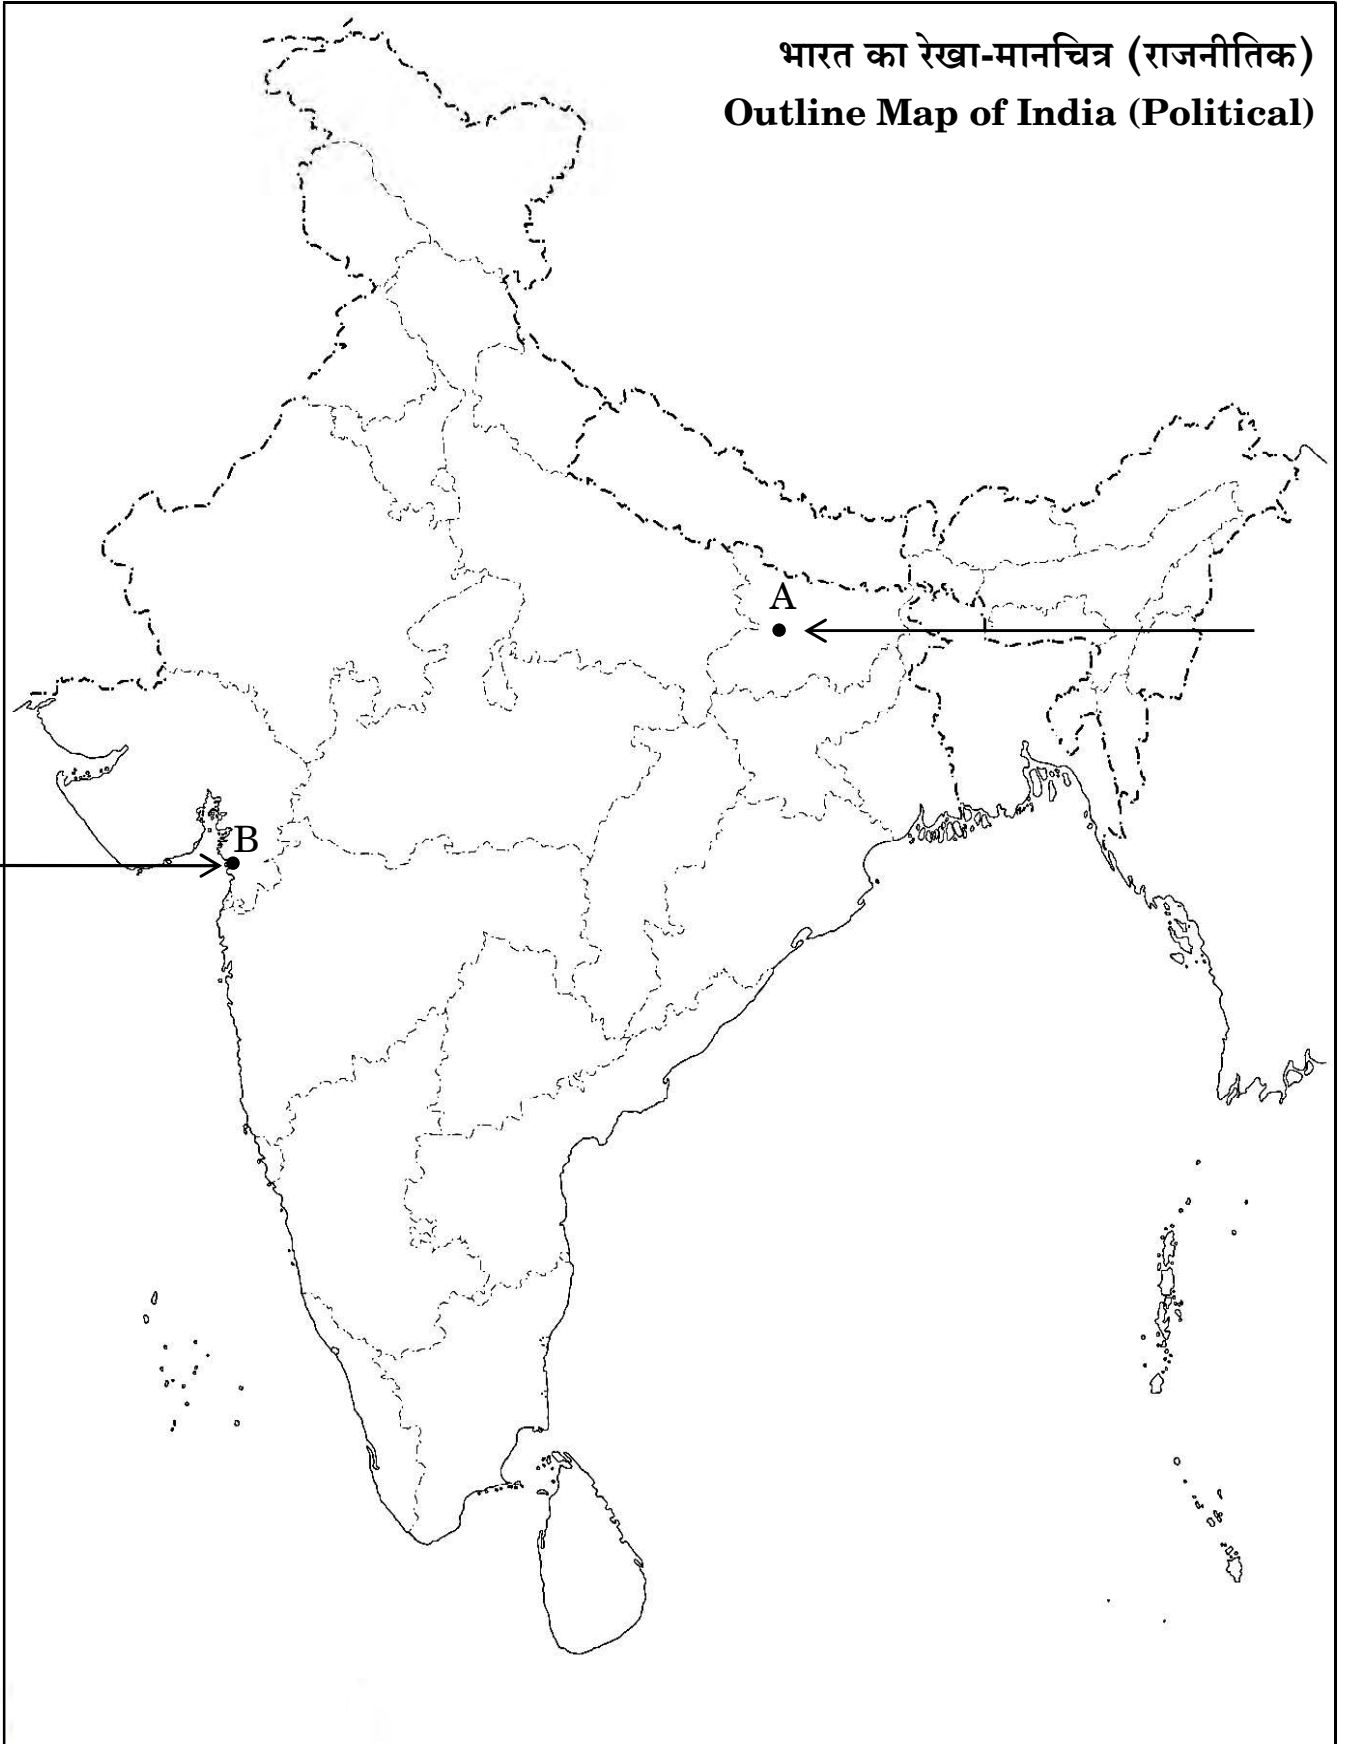 भारत का रेखा-मानचित्र (राजनीतिक)
Outline Map of India (Political)
A
B